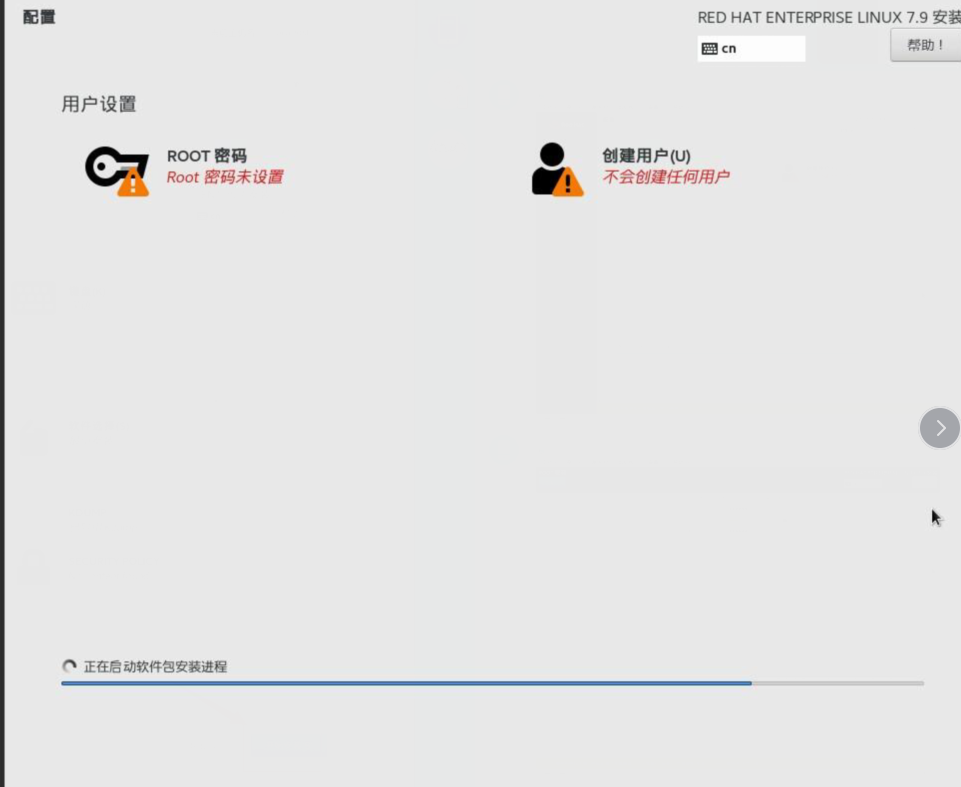 配置
RED HAT ENTERPRISE LINUX 7.9 安装
cn
帮助！
用户设置
ROOT 密码
Root 密码未设置
创建用户(U)
不会创建任何用户
正在启动软件包安装进程